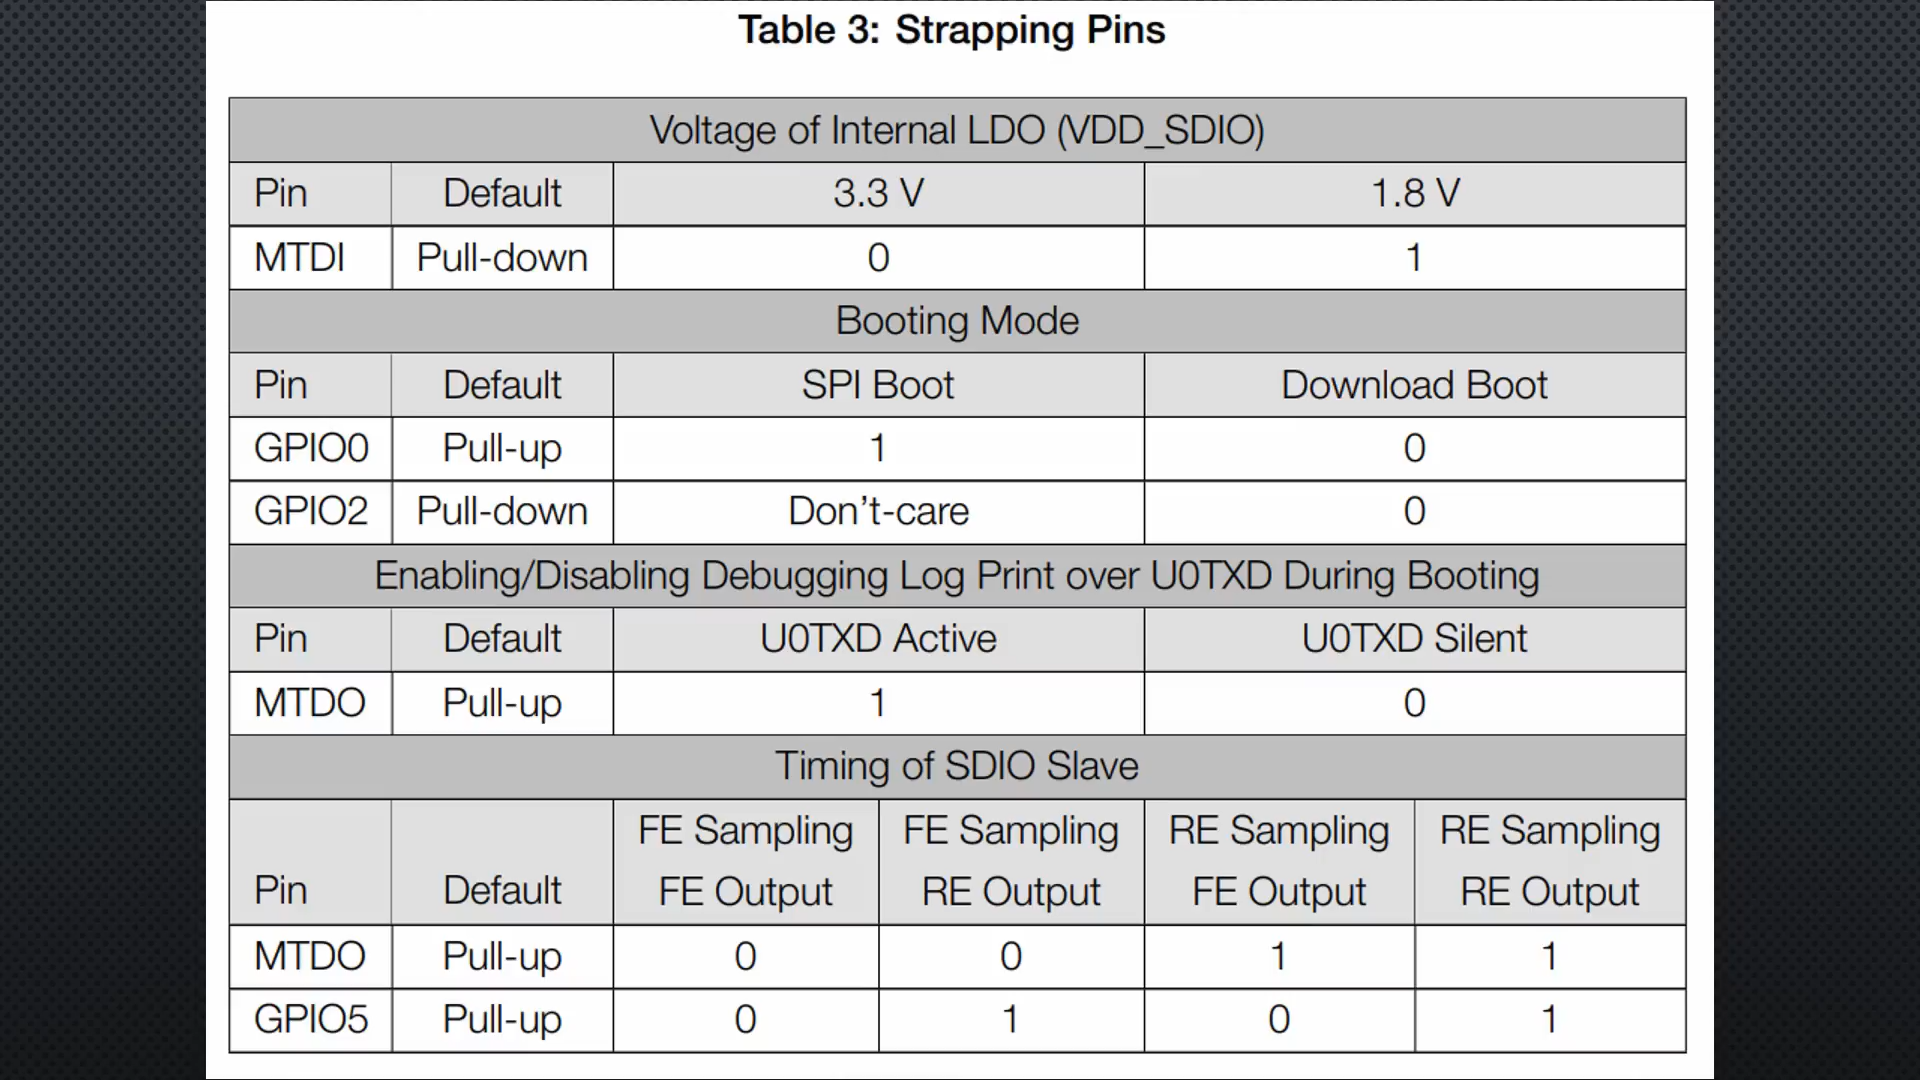 Table 3: Strapping Pins
Voltage of Internal LDO (VDD_SDIO)
Pin Default 3.3 V 1.8 V
MTDI Pull-down 0 1
Booting Mode
Pin Default SPI Boot Download Boot
GPIO0 Pull-up 1 0
GPIO2 Pull-down Don’t-care 0
Enabling/Disabling Debugging Log Print over U0TXD During Booting
Pin Default U0TXD Active U0TXD Silent
MTDO Pull-up 1 0
Timing of SDIO Slave
FE Sampling FE Sampling RE Sampling RE Sampling
Pin Default FE Output RE Output FE Output RE Output
MTDO Pull-up 0 0 1 1
GPIO5 Pull-up 0 1 0 1